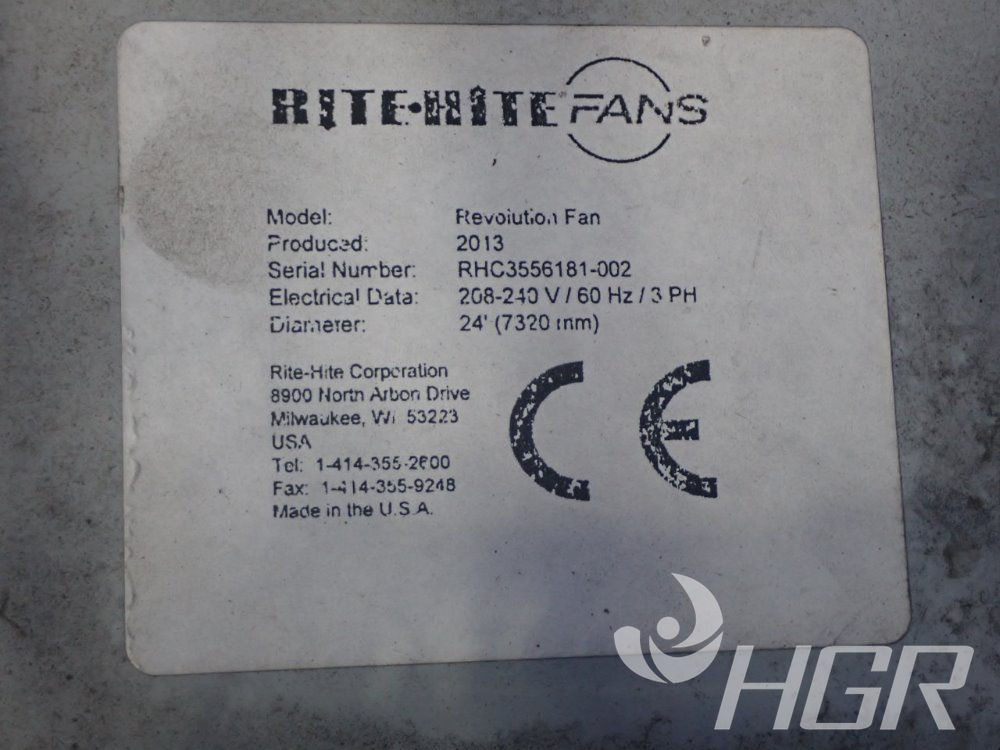 RITE•HITE FANS
Model: Revolution Fan
Produced: 2013
Serial Number: RHC3556181-002
Electrical Data: 208-240 V / 60 Hz / 3 PH
Diameter: 24' (7320 mm)
Rite-Hite Corporation
8900 North Arbon Drive
Milwaukee, WI 53223
USA
Tel: 1-414-355-2600
Fax: 1-414-355-9248
Made in the U.S.A.
CE
HGR